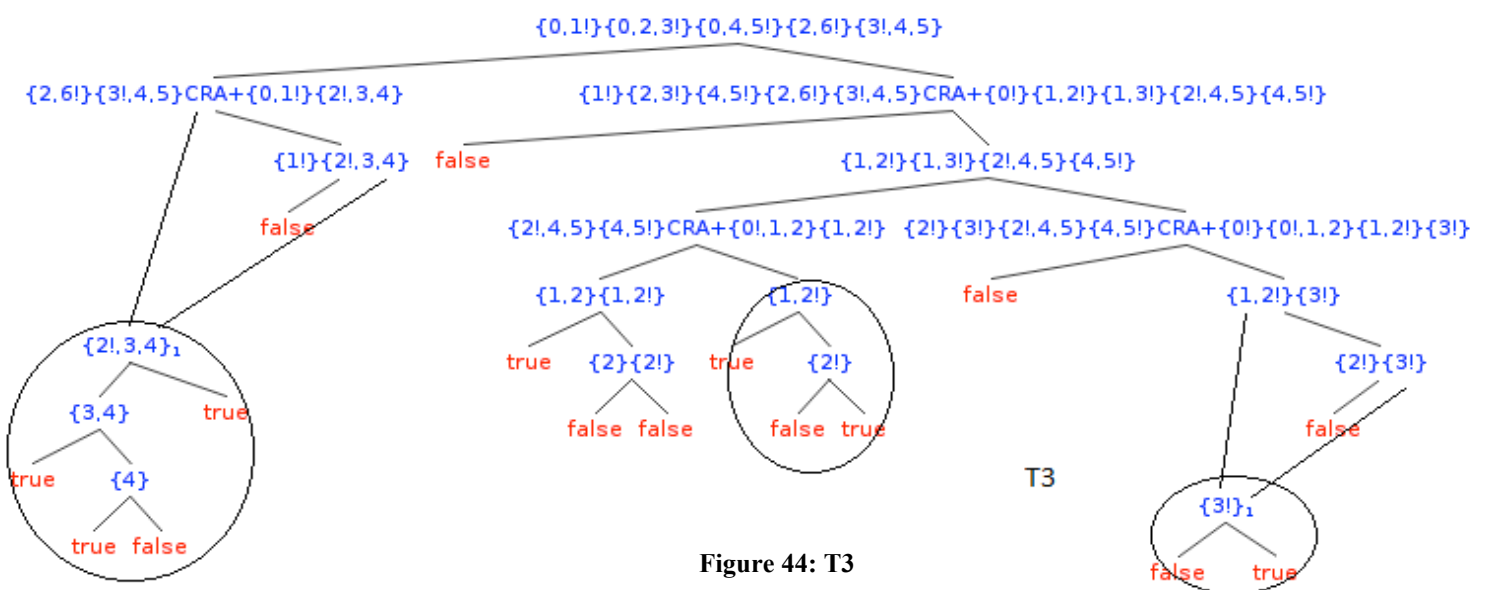 {0,1!}{0,2,3!}{0,4,5!}{2,6!}{3!,4,5}
{2,6!}{3!,4,5}CRA+{0,1!}{2!,3,4} {1!}{2,3!}{4,5!}{2,6!}{3!,4,5}CRA+{0!}{1,2!}{1,3!}{2!,4,5}{4,5!}
{1!}{2!,3,4} false {1,2!}{1,3!}{2!,4,5}{4,5!}
false {2!,4,5}{4,5!}CRA+{0!,1,2}{1,2!} {2!}{3!}{2!,4,5}{4,5!}CRA+{0!}{0!,1,2}{1,2!}{3!}
{1,2}{1,2!} {1,2!} false {1,2!}{3!}
{2!,3,4}₁ true {2}{2!} true {2!} {2!}{3!}
{3,4} true false false false true false
true {4} T3 {3!}₁
true false false true
Figure 44: T3